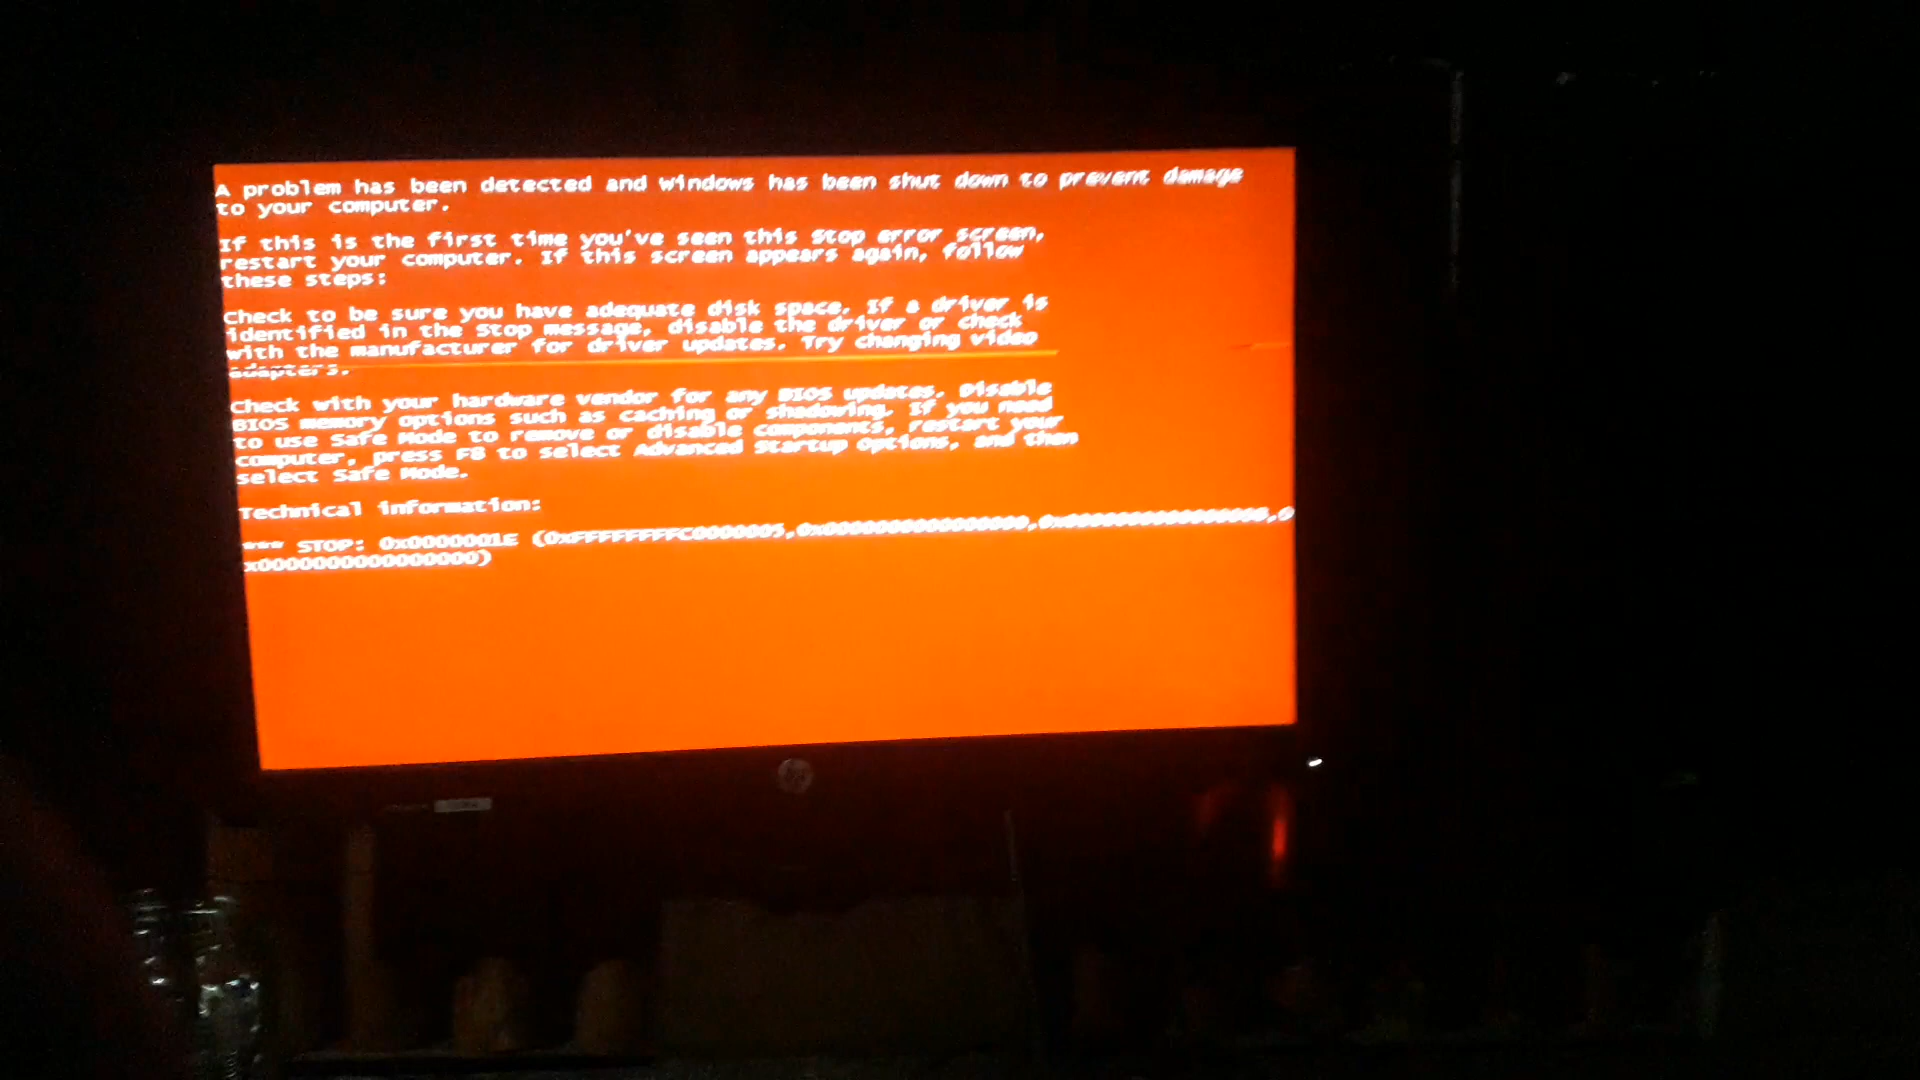 A problem has been detected and windows has been shut down to prevent damage
to your computer.
If this is the first time you've seen this Stop error screen,
restart your computer. If this screen appears again, follow
these steps:
Check to be sure you have adequate disk space. If a driver is
identified in the Stop message, disable the driver or check
with the manufacturer for driver updates. Try changing video
adapters.
Check with your hardware vendor for any BIOS updates. Disable
BIOS memory options such as caching or shadowing. If you need
to use Safe Mode to remove or disable components, restart your
computer, press F8 to select Advanced Startup Options, and then
select Safe Mode.
Technical information:
*** STOP: 0x0000001E (0xFFFFFFFFC0000005,0x0000000000000000,0x0000000000000008,0
x0000000000000000)
hp